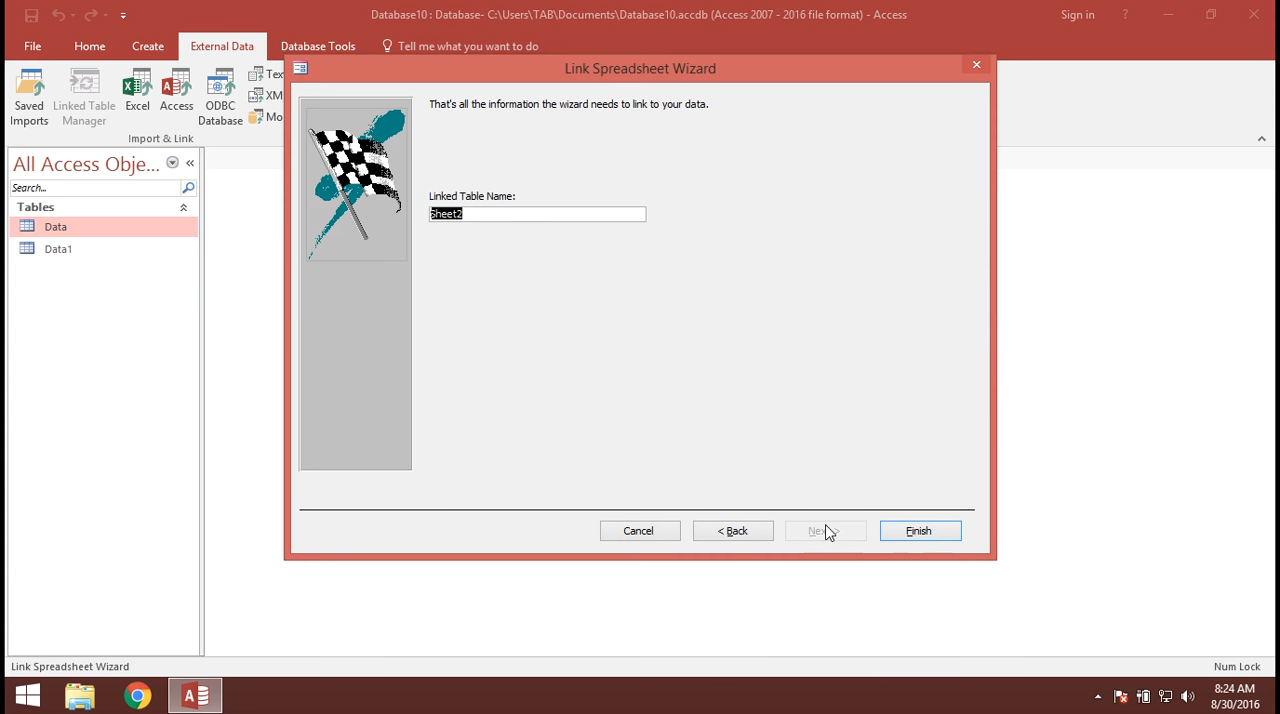 Database10 : Database- C:\Users\TAB\Documents\Database10.accdb (Access 2007 - 2016 file format) - Access
Sign in
?
File
Home
Create
External Data
Database Tools
Tell me what you want to do
Saved Imports
Linked Table Manager
Excel
Access
ODBC Database
Tex
XM
Mo
Import & Link
Link Spreadsheet Wizard
All Access Obje...
Search...
Tables
Data
Data1
That's all the information the wizard needs to link to your data.
Linked Table Name:
Sheet2
Cancel
< Back
Finish
Link Spreadsheet Wizard
Num Lock
8:24 AM
8/30/2016